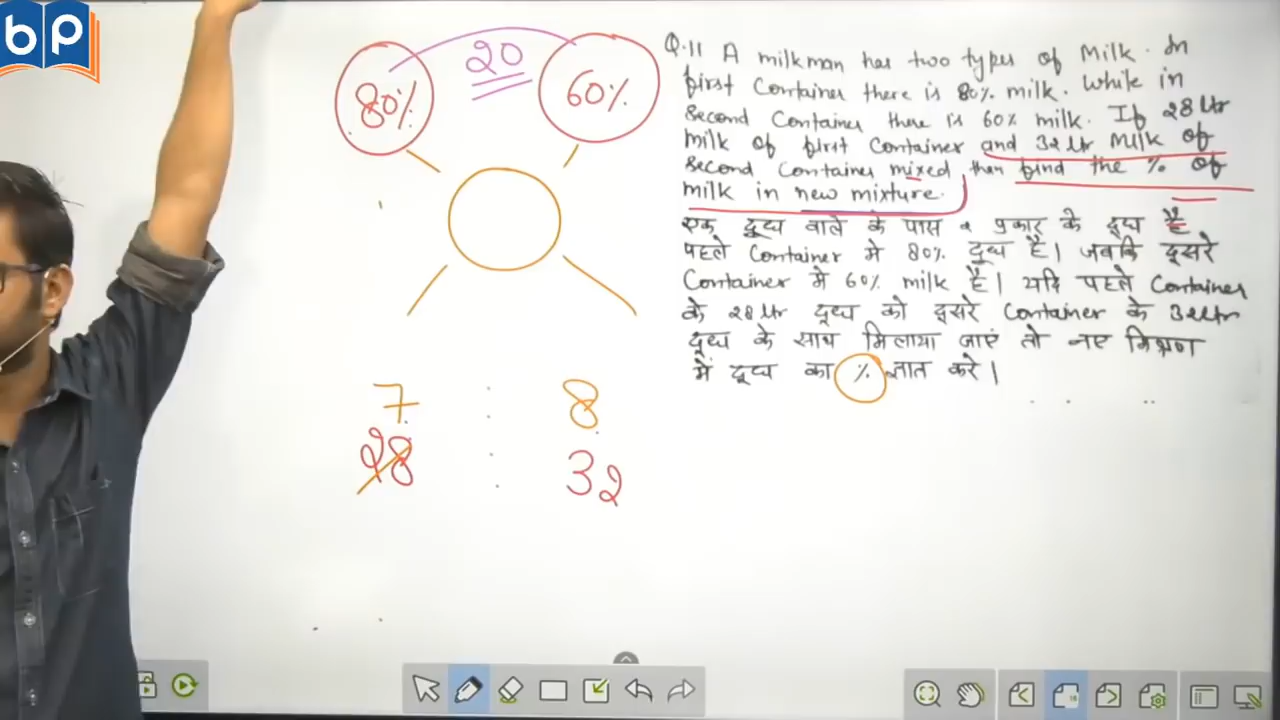 bp
80%
20
60%
7 : 8
28 : 32
Q.11 A milkman has two types of Milk. In
first Container there is 80% milk. While in
Second Container there is 60% milk. If 28 ltr
milk of first Container and 32 ltr Milk of
Second Container mixed then find the % of
milk in new mixture.
एक दूध वाले के पास २ प्रकार के दूध है
पहले Container मे 80% दूध है। जबकि दूसरे
Container मे 60% milk है। यदि पहले Container
के 28 ltr दूध को दूसरे Container के 32 ltr
दूध के साथ मिलाया जाएं तो नए मिश्रण
में दूध का % ज्ञात करे।